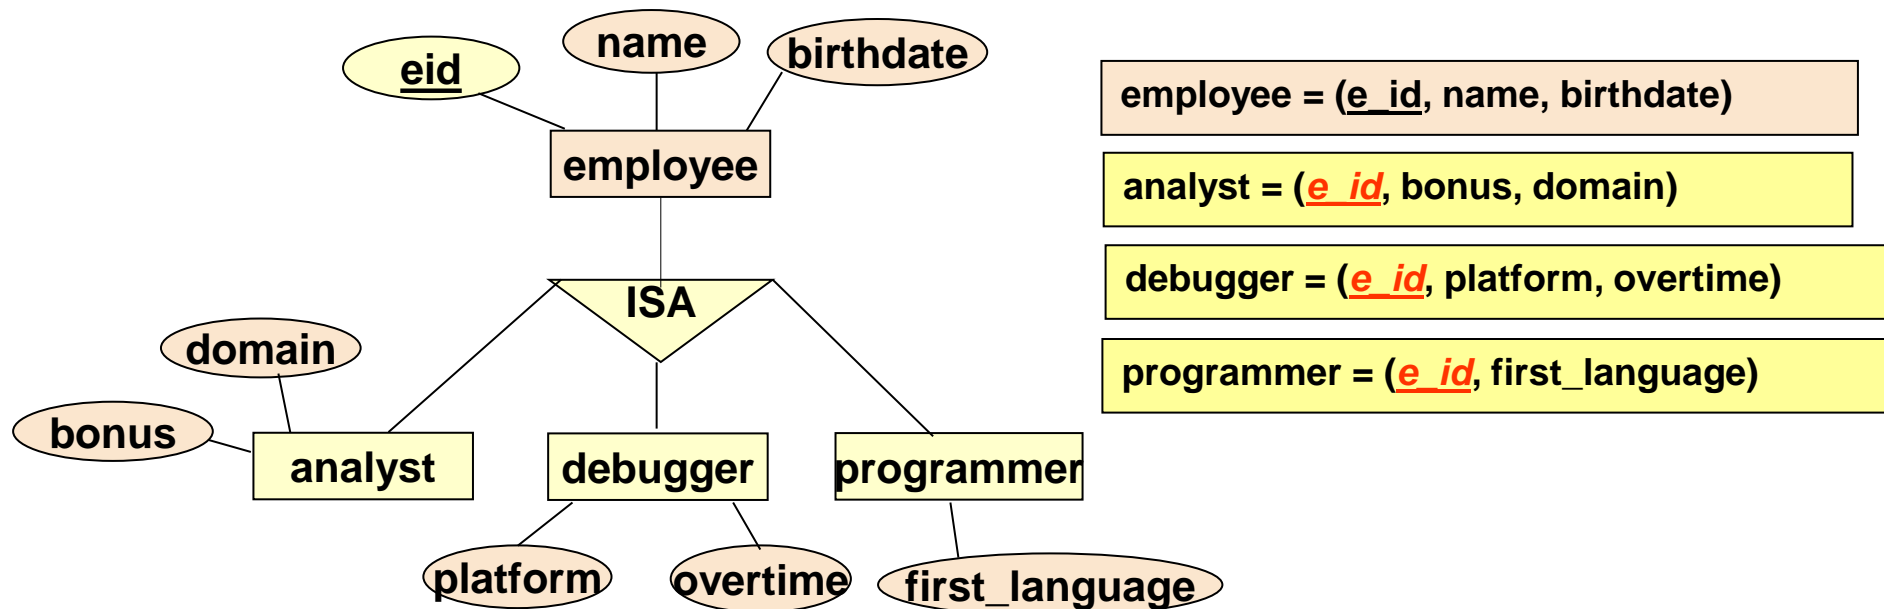 eid
name
birthdate
employee
ISA
domain
bonus
analyst
debugger
programmer
platform
overtime
first_language
employee = (e_id, name, birthdate)
analyst = (e_id, bonus, domain)
debugger = (e_id, platform, overtime)
programmer = (e_id, first_language)